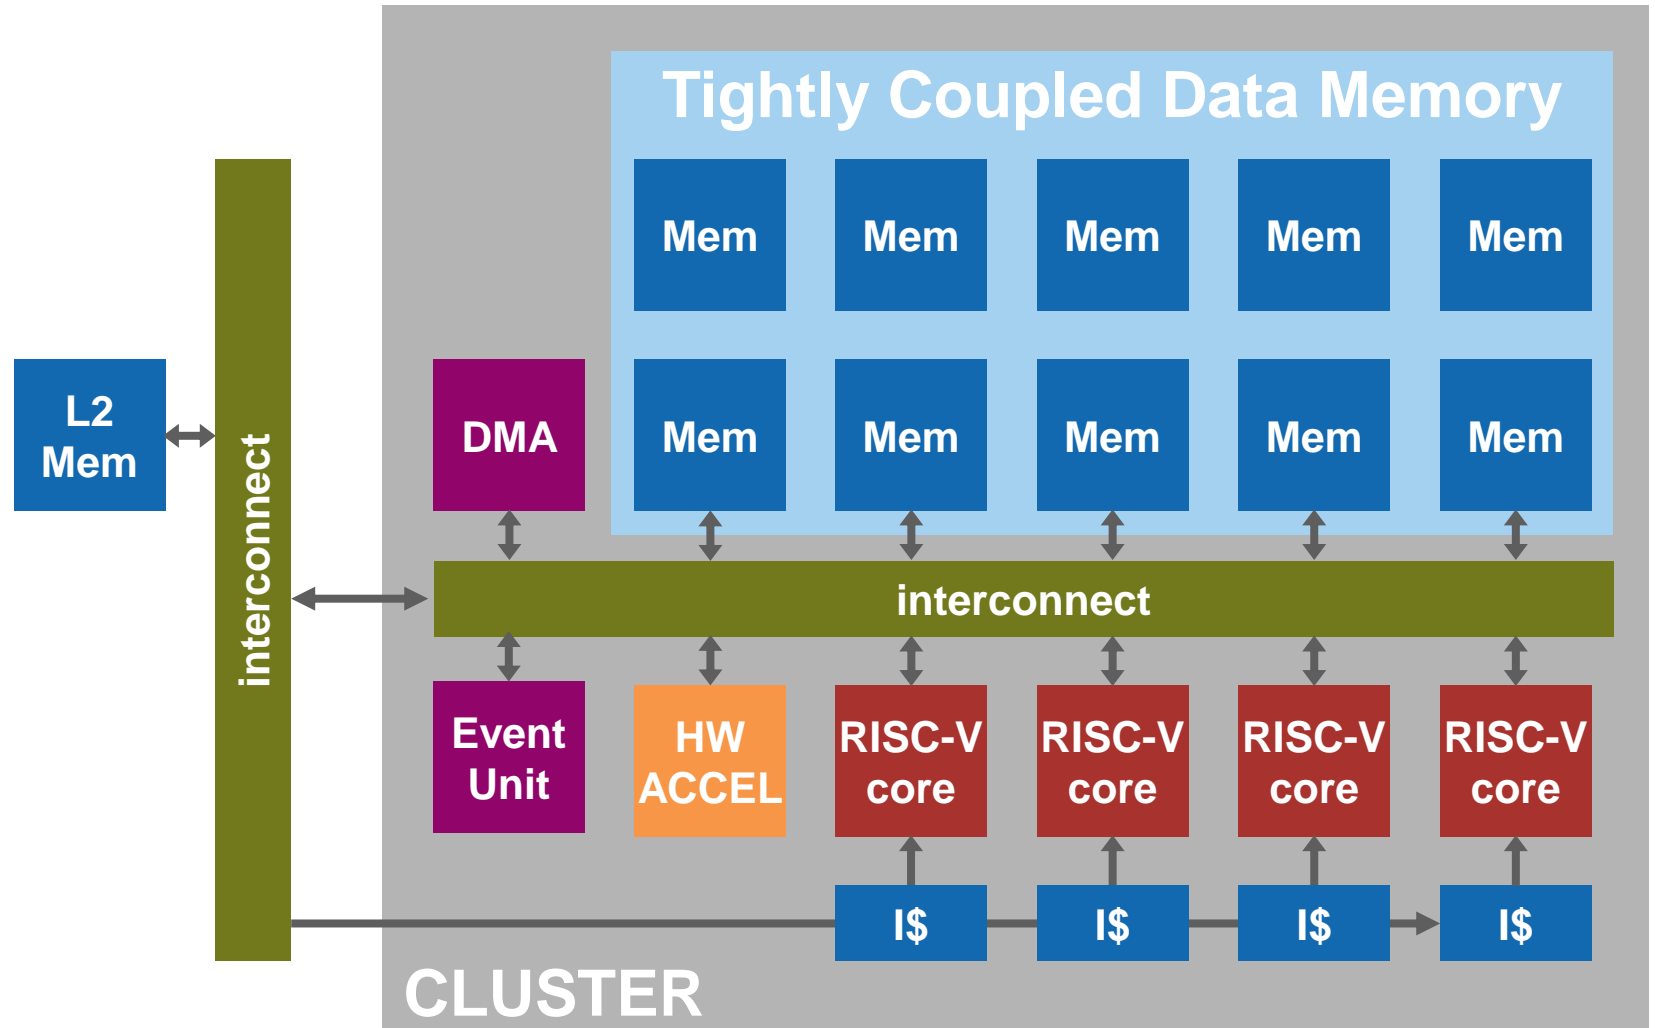 Tightly Coupled Data Memory
Mem Mem Mem Mem Mem
L2
Mem
interconnect
DMA
Mem Mem Mem Mem Mem
interconnect
Event
Unit
HW
ACCEL
RISC-V
core
RISC-V
core
RISC-V
core
RISC-V
core
I$ I$ I$ I$
CLUSTER